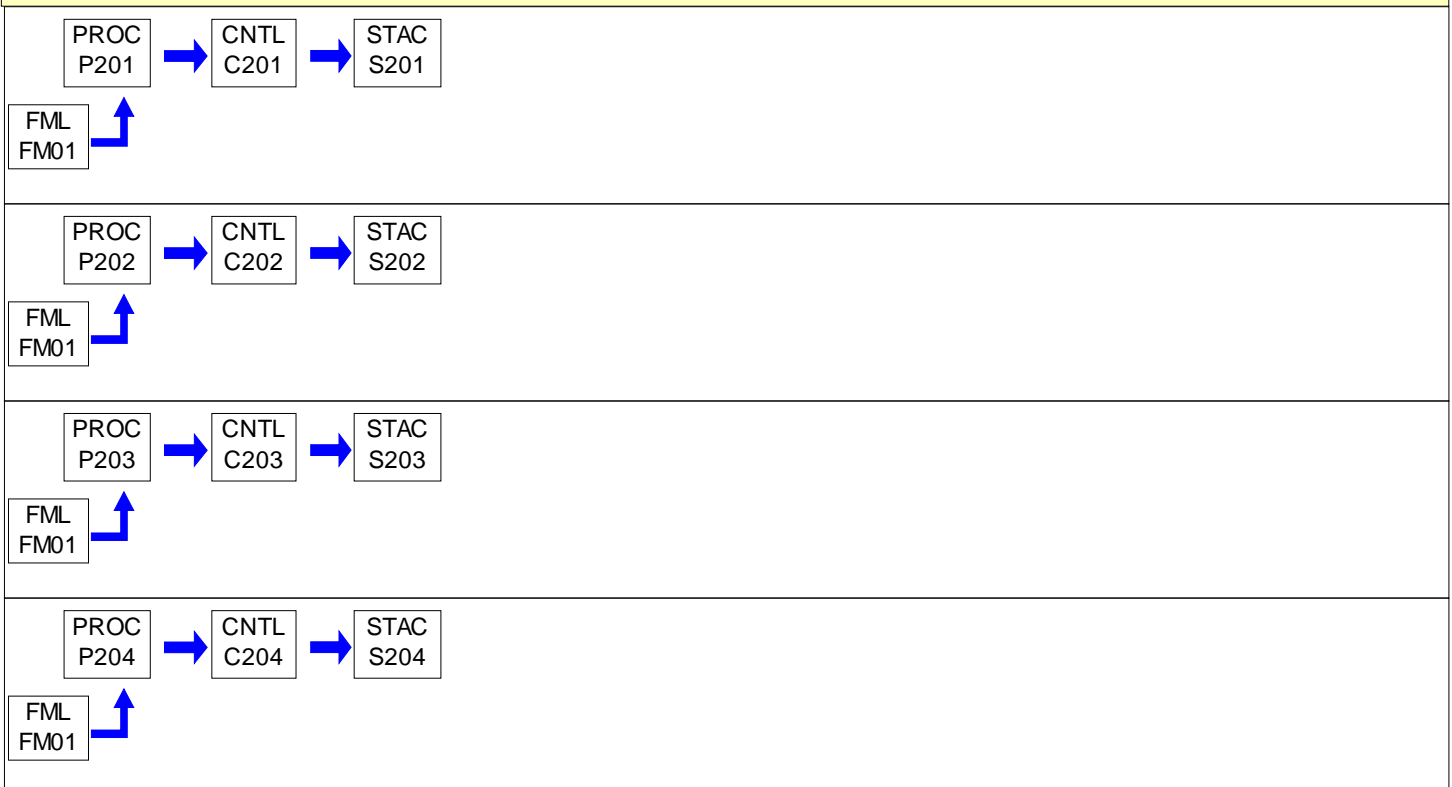 PROC
P201
CNTL
C201
STAC
S201
FML
FM01
PROC
P202
CNTL
C202
STAC
S202
FML
FM01
PROC
P203
CNTL
C203
STAC
S203
FML
FM01
PROC
P204
CNTL
C204
STAC
S204
FML
FM01